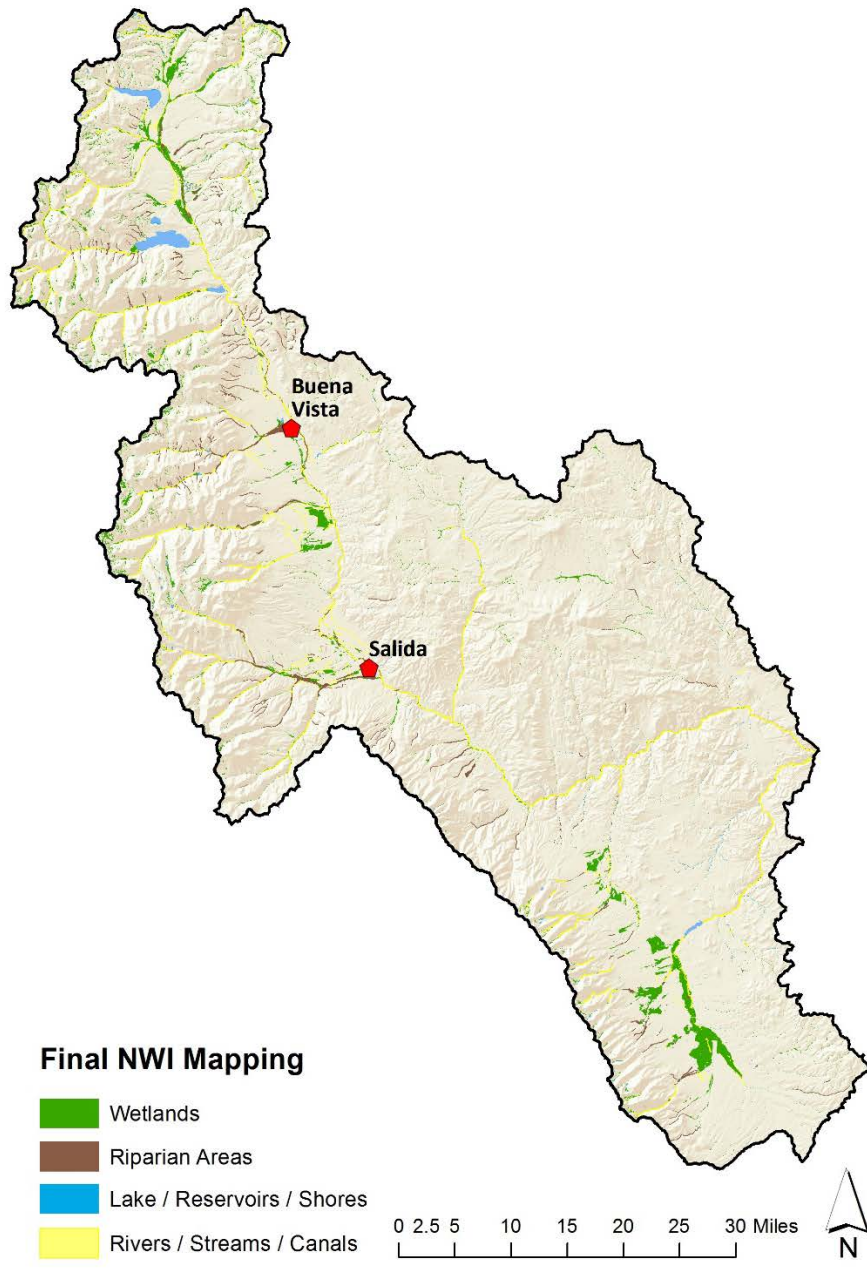 Buena
Vista
Salida
Final NWI Mapping
Wetlands
Riparian Areas
Lake / Reservoirs / Shores
Rivers / Streams / Canals
0 2.5 5 10 15 20 25 30 Miles
N